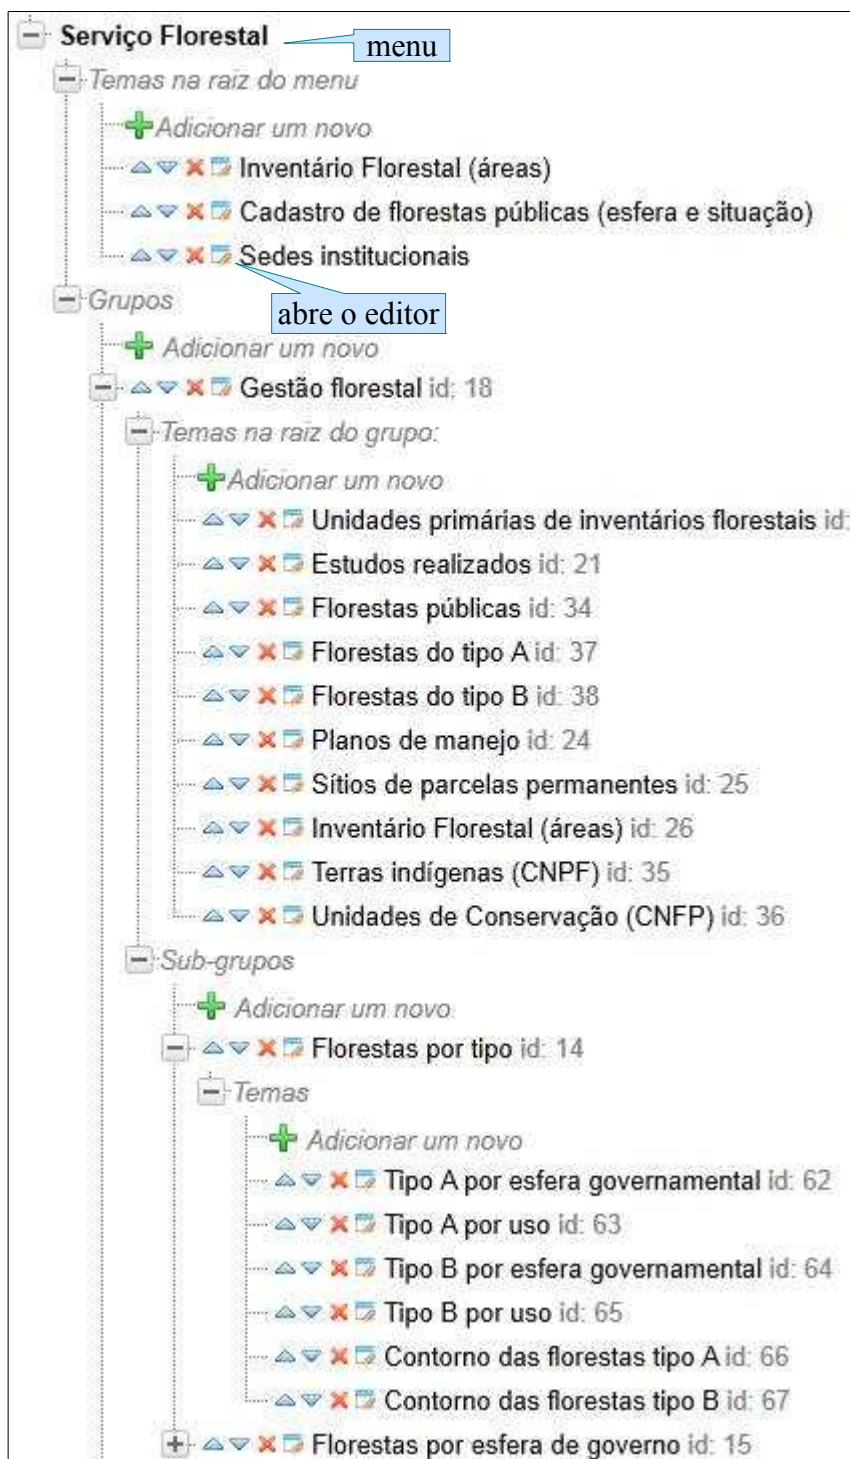 Serviço Florestal
menu
Temas na raiz do menu
Adicionar um novo
Inventário Florestal (áreas)
Cadastro de florestas públicas (esfera e situação)
Sedes institucionais
Grupos
abre o editor
Adicionar um novo
Gestão florestal id: 18
Temas na raiz do grupo:
Adicionar um novo
Unidades primárias de inventários florestais id:
Estudos realizados id: 21
Florestas públicas id: 34
Florestas do tipo A id: 37
Florestas do tipo B id: 38
Planos de manejo id: 24
Sítios de parcelas permanentes id: 25
Inventário Florestal (áreas) id: 26
Terras indígenas (CNPF) id: 35
Unidades de Conservação (CNFP) id: 36
Sub-grupos
Adicionar um novo
Florestas por tipo id: 14
Temas
Adicionar um novo
Tipo A por esfera governamental id: 62
Tipo A por uso id: 63
Tipo B por esfera governamental id: 64
Tipo B por uso id: 65
Contorno das florestas tipo A id: 66
Contorno das florestas tipo B id: 67
Florestas por esfera de governo id: 15